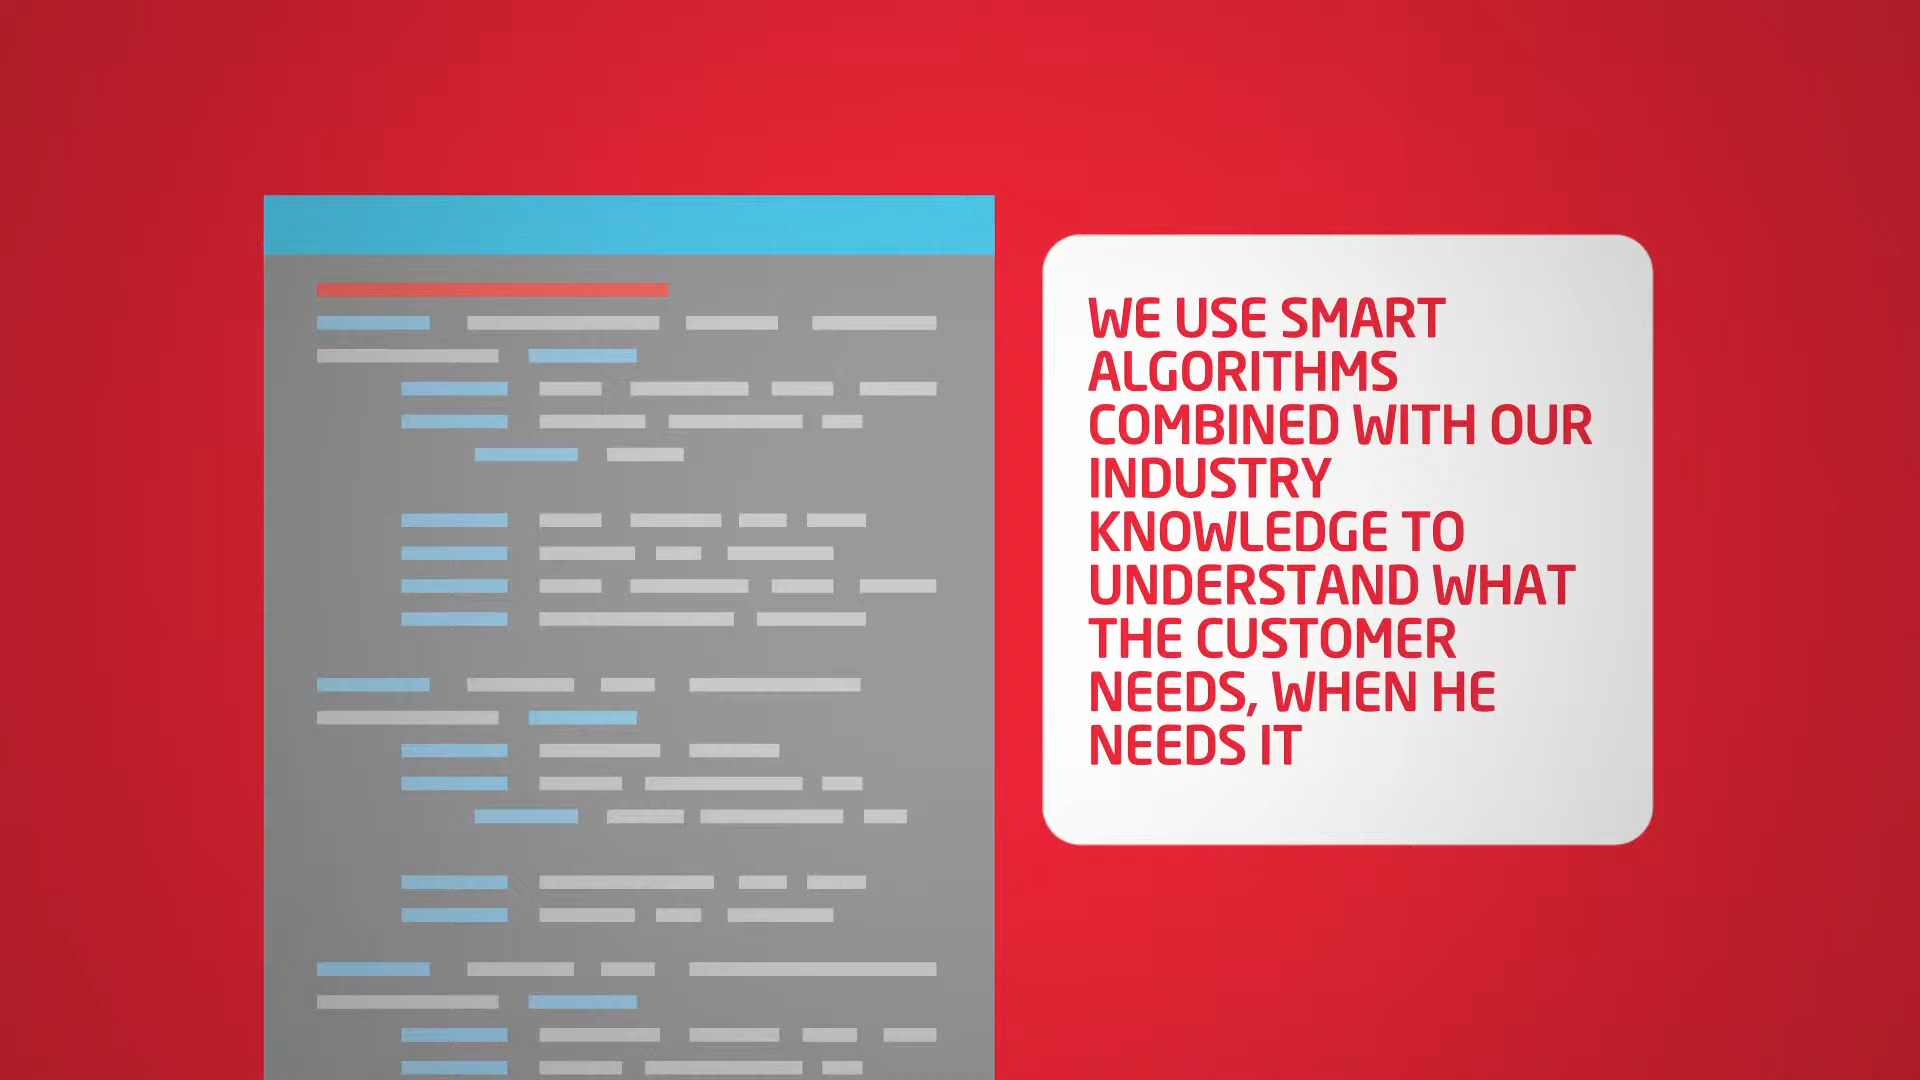 WE USE SMART
ALGORITHMS
COMBINED WITH OUR
INDUSTRY
KNOWLEDGE TO
UNDERSTAND WHAT
THE CUSTOMER
NEEDS, WHEN HE
NEEDS IT